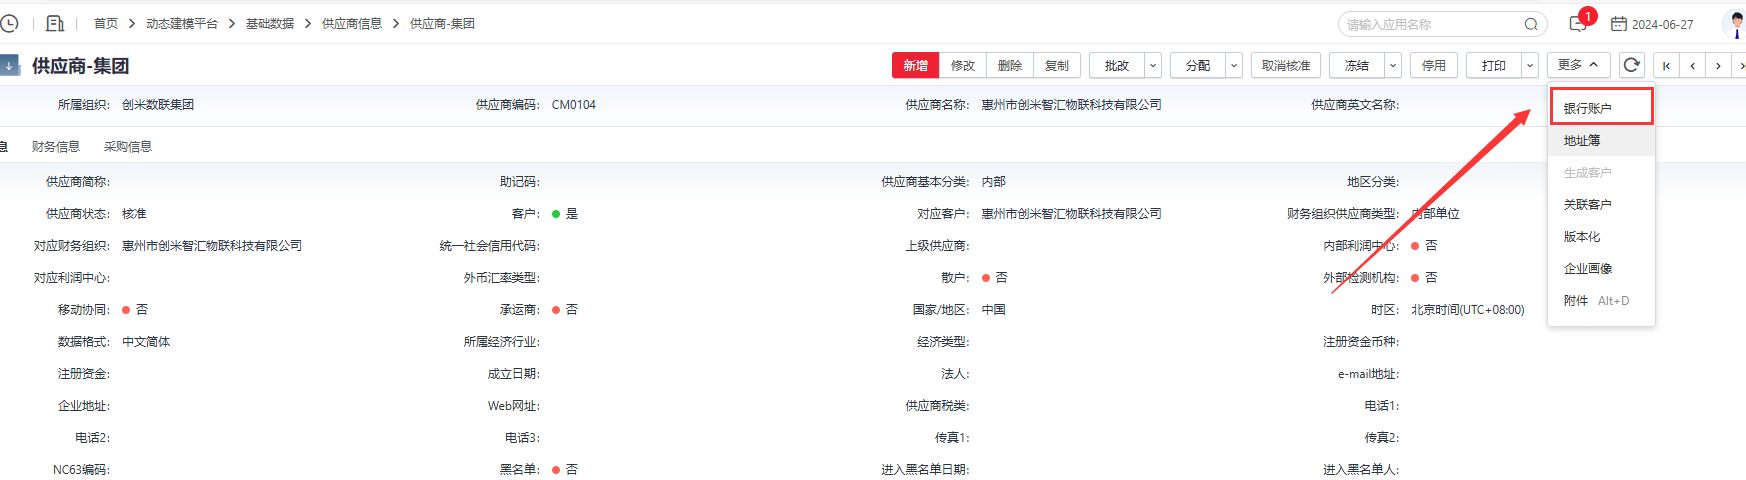 首页 > 动态建模平台 > 基础数据 > 供应商信息 > 供应商-集团 请输入应用名称 1 2024-06-27
供应商-集团 新增 修改 删除 复制 批改 分配 取消核准 冻结 停用 打印 更多
所属组织: 创米数联集团 供应商编码: CM0104 供应商名称: 惠州市创米智汇物联科技有限公司 供应商英文名称:
息 财务信息 采购信息
供应商简称: 助记码: 供应商基本分类: 内部 地区分类:
供应商状态: 核准 客户: 是 对应客户: 惠州市创米智汇物联科技有限公司 财务组织供应商类型: 内部单位
对应财务组织: 惠州市创米智汇物联科技有限公司 统一社会信用代码: 上级供应商: 内部利润中心: 否
对应利润中心: 外币汇率类型: 散户: 否 外部检测机构: 否
移动协同: 否 承运商: 否 国家/地区: 中国 时区: 北京时间(UTC+08:00)
数据格式: 中文简体 所属经济行业: 经济类型: 注册资金币种:
注册资金: 成立日期: 法人: e-mail地址:
企业地址: Web网址: 供应商税类: 电话1:
电话2: 电话3: 传真1: 传真2:
NC63编码: 黑名单: 否 进入黑名单日期: 进入黑名单人:
银行账户
地址簿
生成客户
关联客户
版本化
企业画像
附件 Alt+D